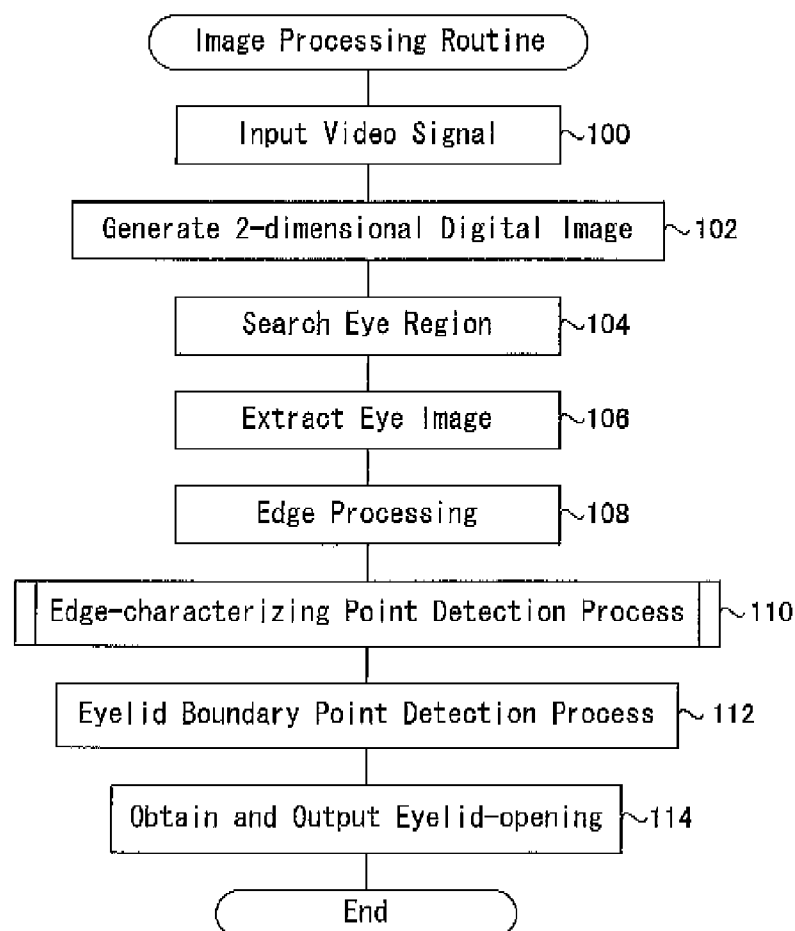 Image Processing Routine
Input Video Signal 100
Generate 2-dimensional Digital Image 102
Search Eye Region 104
Extract Eye Image 106
Edge Processing 108
Edge-characterizing Point Detection Process 110
Eyelid Boundary Point Detection Process 112
Obtain and Output Eyelid-opening 114
End